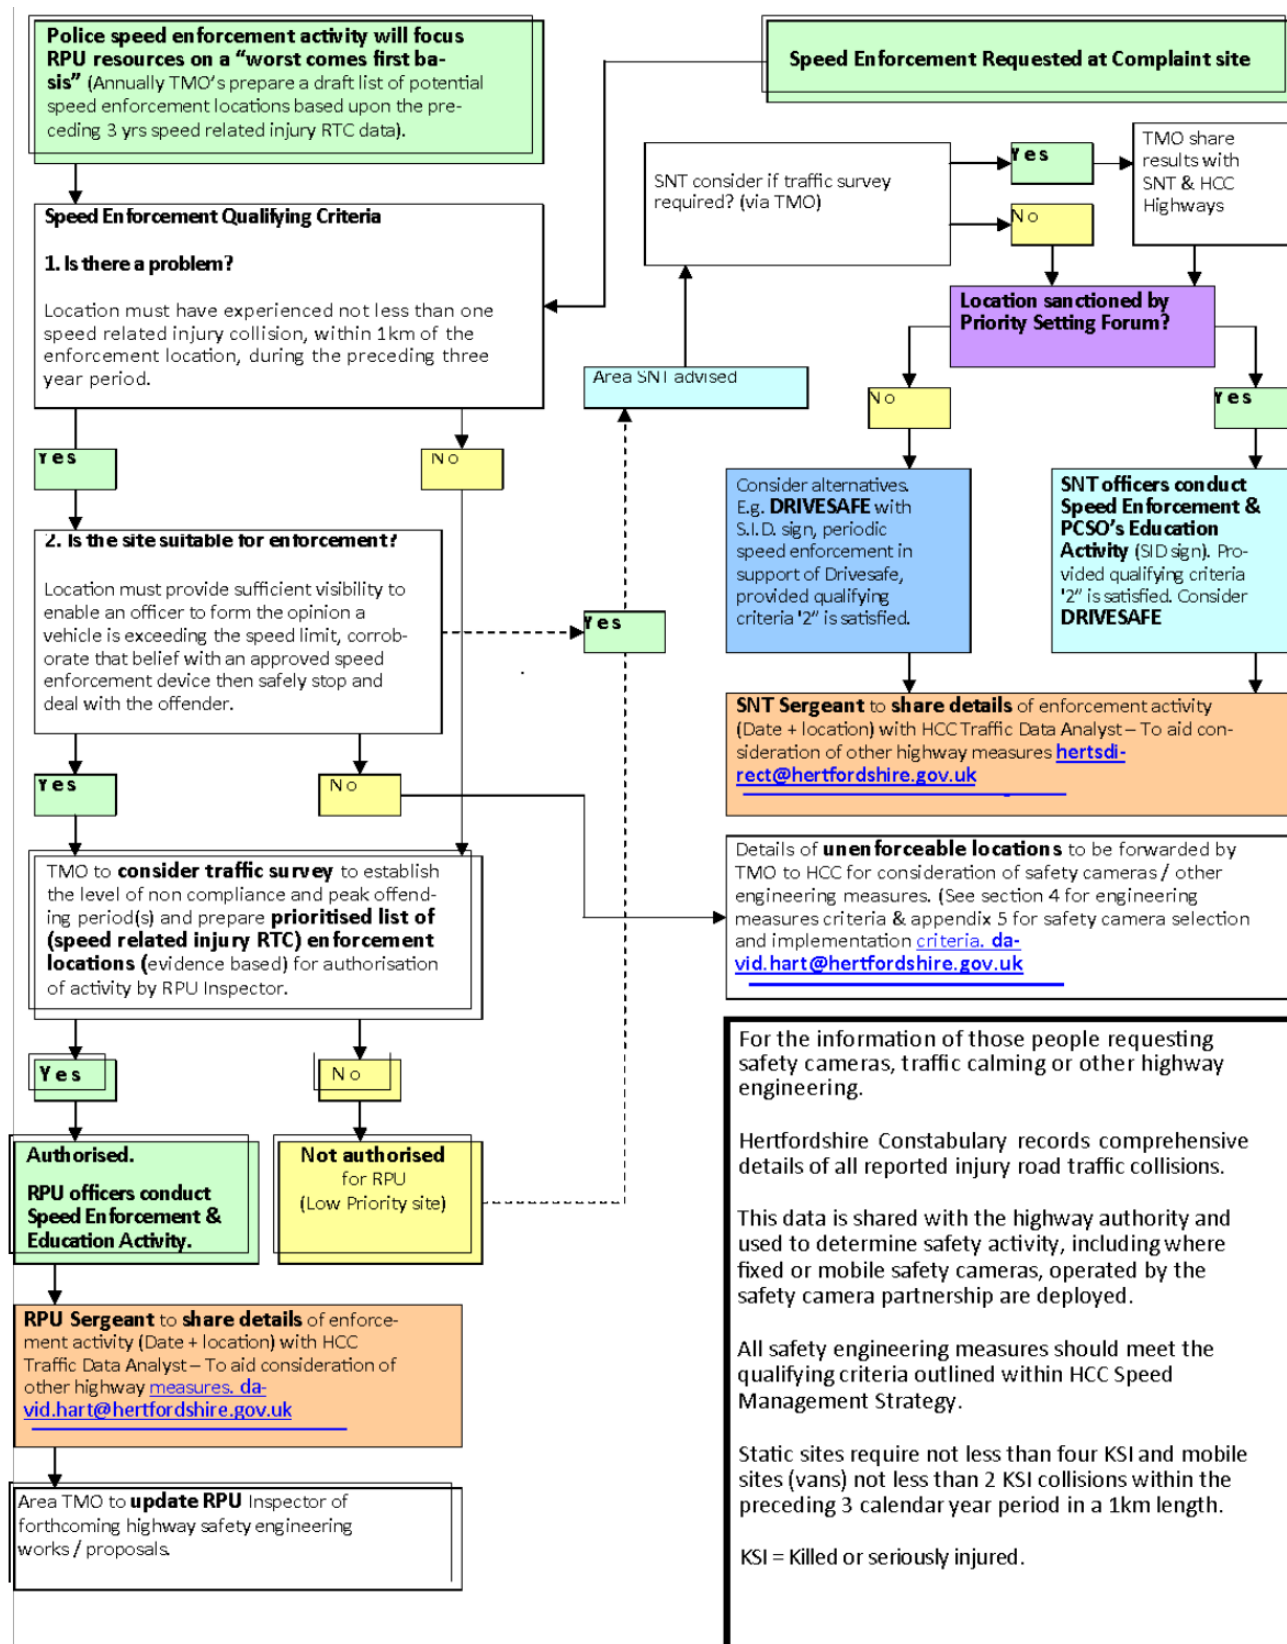 Police speed enforcement activity will focus
RPU resources on a “worst comes first ba-
sis” (Annually TMO’s prepare a draft list of potential
speed enforcement locations based upon the pre-
ceding 3 yrs speed related injury RTC data).
Speed Enforcement Requested at Complaint site
SNT consider if traffic survey
required? (via TMO)
Yes
No
TMO share
results with
SNT & HCC
Highways
Speed Enforcement Qualifying Criteria
1. Is there a problem?
Location must have experienced not less than one
speed related injury collision, within 1km of the
enforcement location, during the preceding three
year period.
Location sanctioned by
Priority Setting Forum?
Area SNT advised
No
Yes
Yes
No
Consider alternatives.
E.g. DRIVESAFE with
S.I.D. sign, periodic
speed enforcement in
support of Drivesafe,
provided qualifying
criteria '2” is satisfied.
SNT officers conduct
Speed Enforcement &
PCSO’s Education
Activity (SID sign). Pro-
vided qualifying criteria
'2” is satisfied. Consider
DRIVESAFE
2. Is the site suitable for enforcement?
Location must provide sufficient visibility to
enable an officer to form the opinion a
vehicle is exceeding the speed limit, corrob-
orate that belief with an approved speed
enforcement device then safely stop and
deal with the offender.
Yes
SNT Sergeant to share details of enforcement activity
(Date + location) with HCC Traffic Data Analyst – To aid con-
sideration of other highway measures hertsdi-
rect@hertfordshire.gov.uk
Yes
No
Details of unenforceable locations to be forwarded by
TMO to HCC for consideration of safety cameras / other
engineering measures. (See section 4 for engineering
measures criteria & appendix 5 for safety camera selection
and implementation criteria. da-
vid.hart@hertfordshire.gov.uk
TMO to consider traffic survey to establish
the level of non compliance and peak offend-
ing period(s) and prepare prioritised list of
(speed related injury RTC) enforcement
locations (evidence based) for authorisation
of activity by RPU Inspector.
Yes
No
Authorised.
RPU officers conduct
Speed Enforcement &
Education Activity.
Not authorised
for RPU
(Low Priority site)
RPU Sergeant to share details of enforce-
ment activity (Date + location) with HCC
Traffic Data Analyst – To aid consideration of
other highway measures. da-
vid.hart@hertfordshire.gov.uk
Area TMO to update RPU Inspector of
forthcoming highway safety engineering
works / proposals.
For the information of those people requesting
safety cameras, traffic calming or other highway
engineering.
Hertfordshire Constabulary records comprehensive
details of all reported injury road traffic collisions.
This data is shared with the highway authority and
used to determine safety activity, including where
fixed or mobile safety cameras, operated by the
safety camera partnership are deployed.
All safety engineering measures should meet the
qualifying criteria outlined within HCC Speed
Management Strategy.
Static sites require not less than four KSI and mobile
sites (vans) not less than 2 KSI collisions within the
preceding 3 calendar year period in a 1km length.
KSI = Killed or seriously injured.